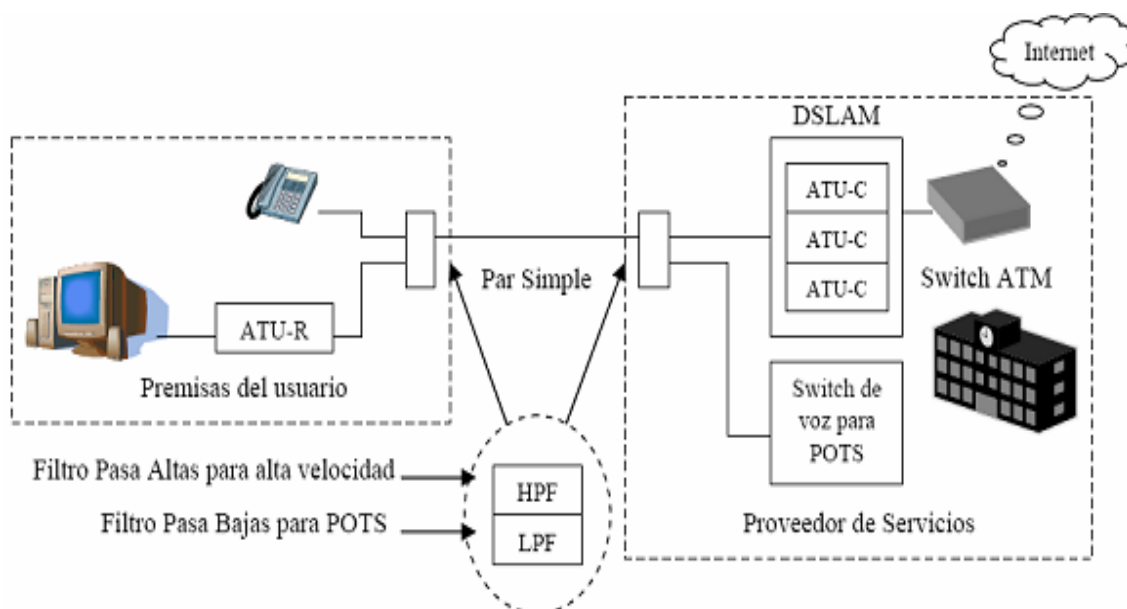 Internet
DSLAM
ATU-C
ATU-C
ATU-C
Switch ATM
Par Simple
ATU-R
Premisas del usuario
Switch de
voz para
POTS
Filtro Pasa Altas para alta velocidad
HPF
Filtro Pasa Bajas para POTS
LPF
Proveedor de Servicios